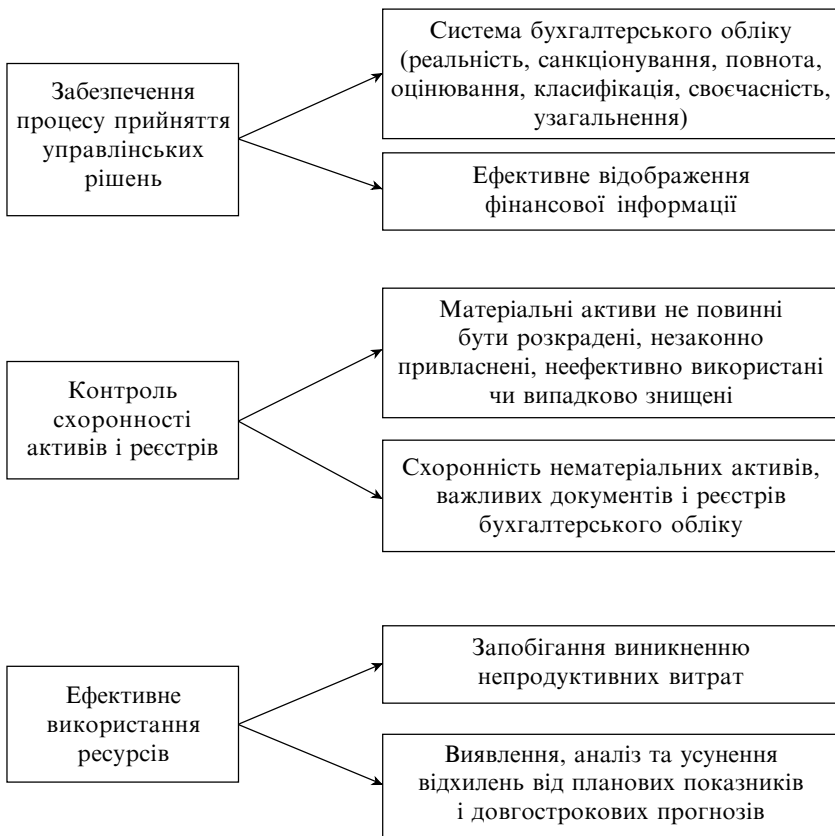 Забезпечення
процесу прийняття
управлінських
рішень
Система бухгалтерського обліку
(реальність, санкціонування, повнота,
оцінювання, класифікація, своєчасність,
узагальнення)
Ефективне відображення
фінансової інформації
Контроль
схоронності
активів і реєстрів
Матеріальні активи не повинні
бути розкрадені, незаконно
привласнені, неефективно використані
чи випадково знищені
Схоронність нематеріальних активів,
важливих документів і реєстрів
бухгалтерського обліку
Ефективне
використання
ресурсів
Запобігання виникненню
непродуктивних витрат
Виявлення, аналіз та усунення
відхилень від планових показників
і довгострокових прогнозів